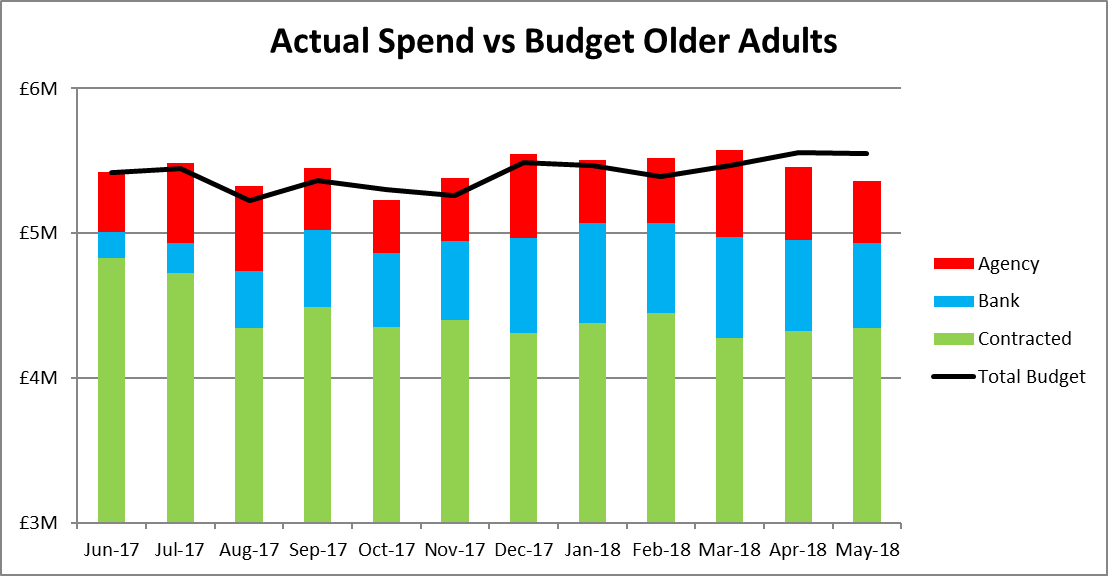 Actual Spend vs Budget Older Adults
£6M
£5M
£4M
£3M
Jun-17 Jul-17 Aug-17 Sep-17 Oct-17 Nov-17 Dec-17 Jan-18 Feb-18 Mar-18 Apr-18 May-18
Agency
Bank
Contracted
Total Budget